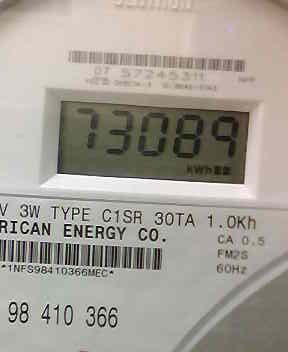 07 57245311
73089
kWh
V 3W TYPE C1SR 30TA 1.0Kh
RICAN ENERGY CO.
CA 0.5
FM2S
60Hz
*1NFS98410366MEC*
98 410 366